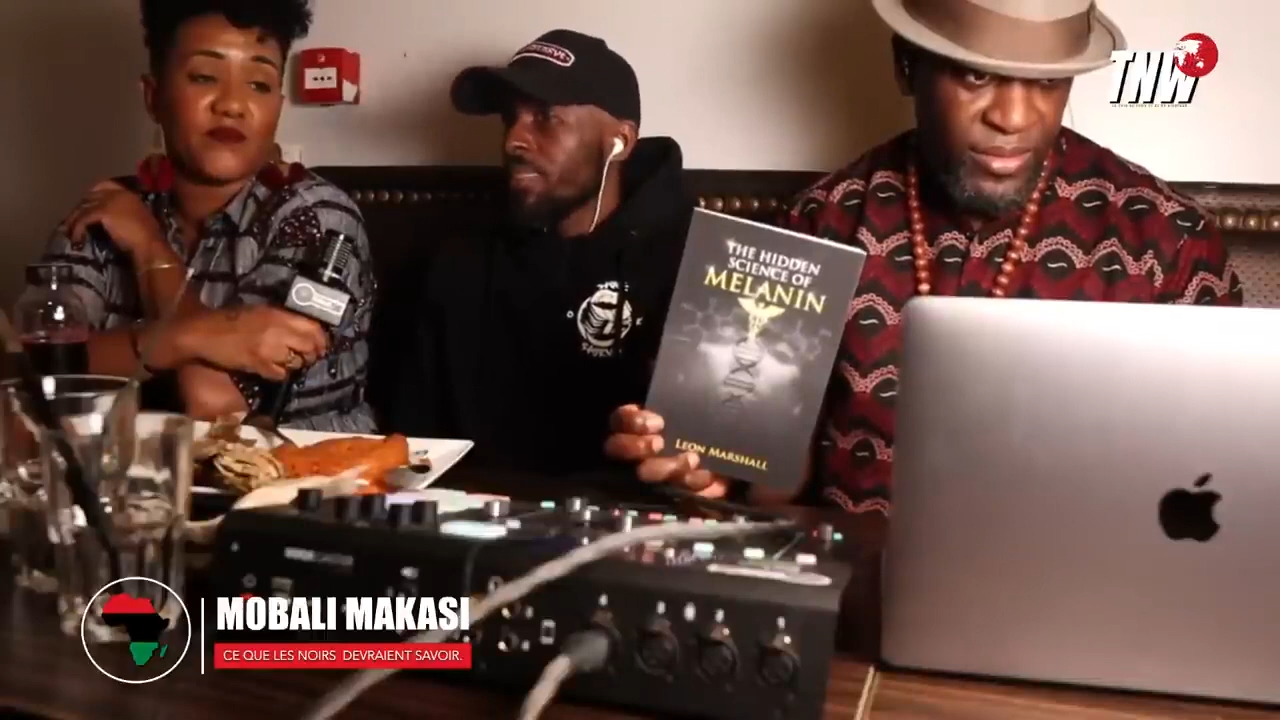 TNW
THE HIDDEN
SCIENCE OF
MELANIN
LEON MARSHALL
MOBALI MAKASI
CE QUE LES NOIRS DEVRAIENT SAVOIR.